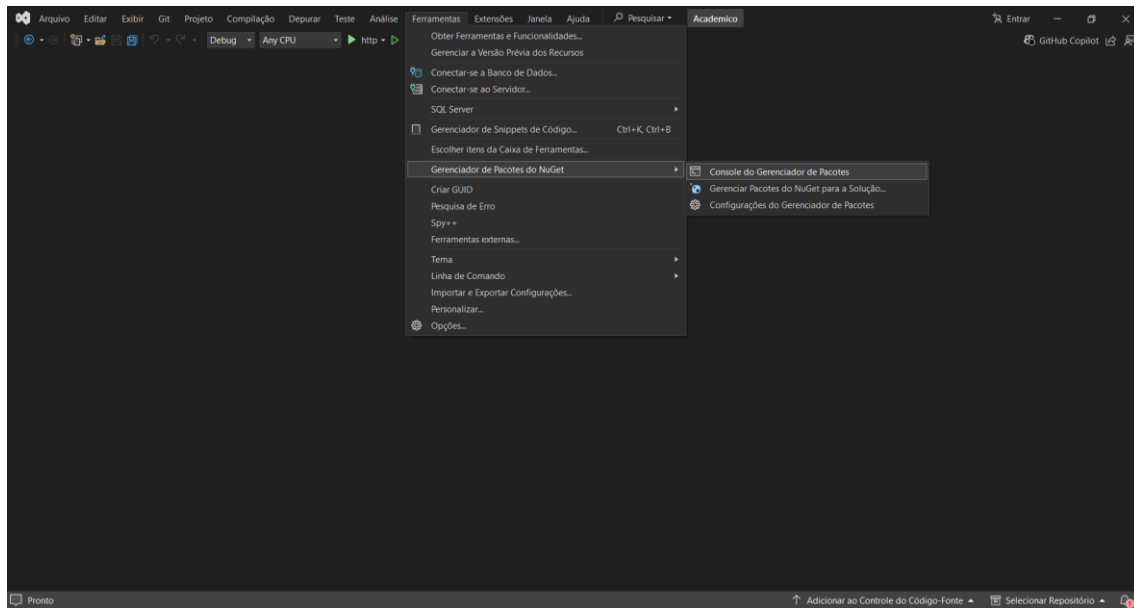 Arquivo Editar Exibir Git Projeto Compilação Depurar Teste Análise Ferramentas Extensões Janela Ajuda Pesquisar Academico Entrar
Debug Any CPU http GitHub Copilot
Obter Ferramentas e Funcionalidades...
Gerenciar a Versão Prévia dos Recursos
Conectar-se a Banco de Dados...
Conectar-se ao Servidor...
SQL Server
Gerenciador de Snippets de Código... Ctrl+K, Ctrl+B
Escolher itens da Caixa de Ferramentas...
Gerenciador de Pacotes do NuGet
Console do Gerenciador de Pacotes
Gerenciar Pacotes do NuGet para a Solução...
Configurações do Gerenciador de Pacotes
Criar GUID
Pesquisa de Erro
Spy++
Ferramentas externas...
Tema
Linha de Comando
Importar e Exportar Configurações...
Personalizar...
Opções...
Pronto Adicionar ao Controle do Código-Fonte Selecionar Repositório